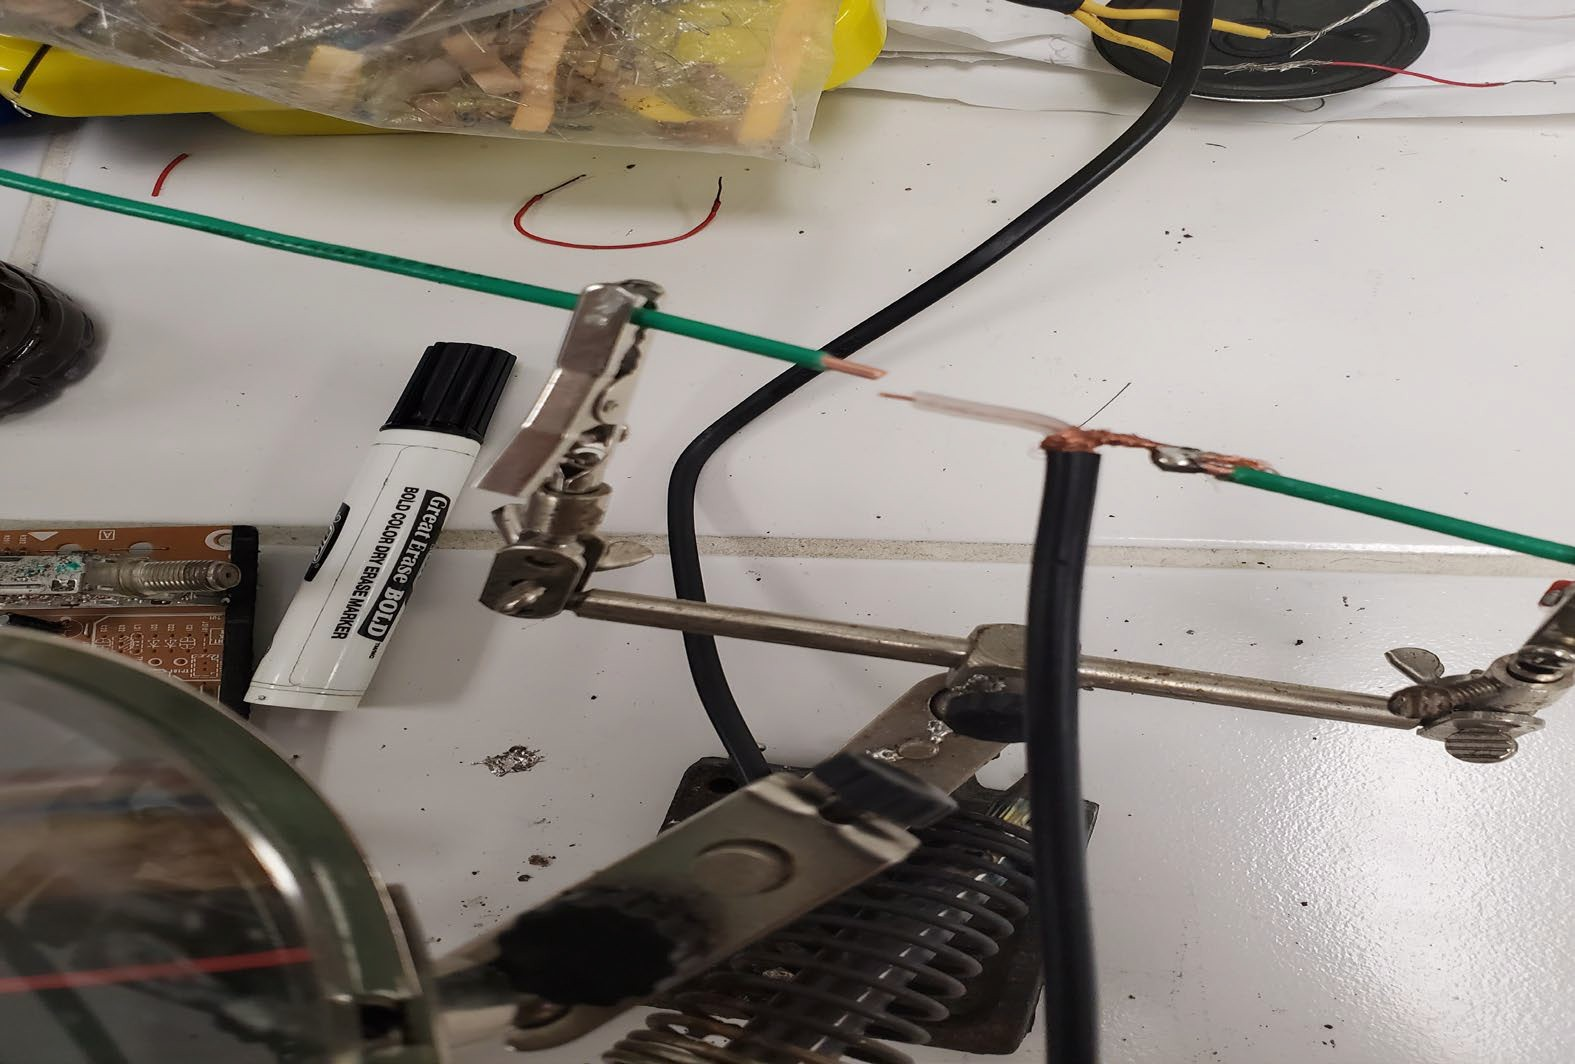 Great Erase BOLD
BOLD COLOR DRY ERASE MARKER